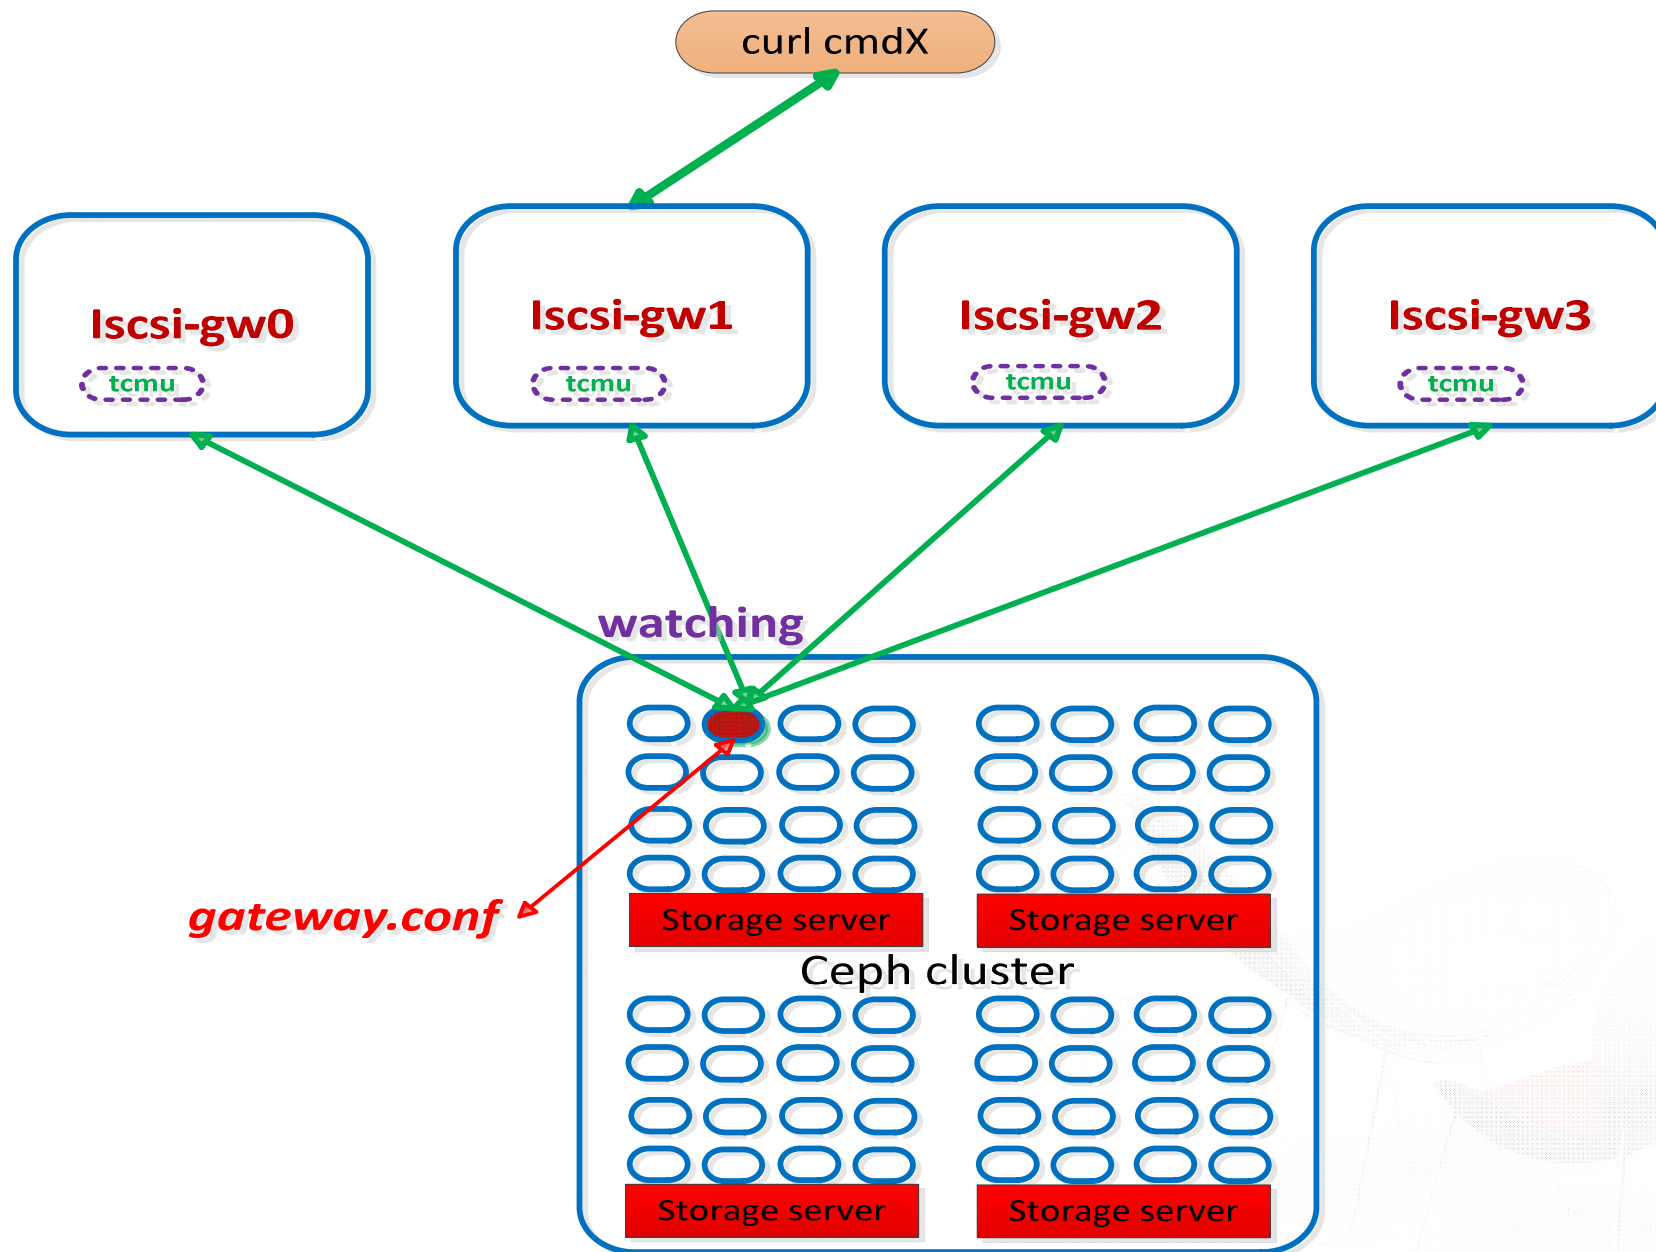 curl cmdX
Iscsi-gw0
Iscsi-gw1
Iscsi-gw2
Iscsi-gw3
tcmu
tcmu
tcmu
tcmu
watching
gateway.conf
Storage server
Storage server
Ceph cluster
Storage server
Storage server